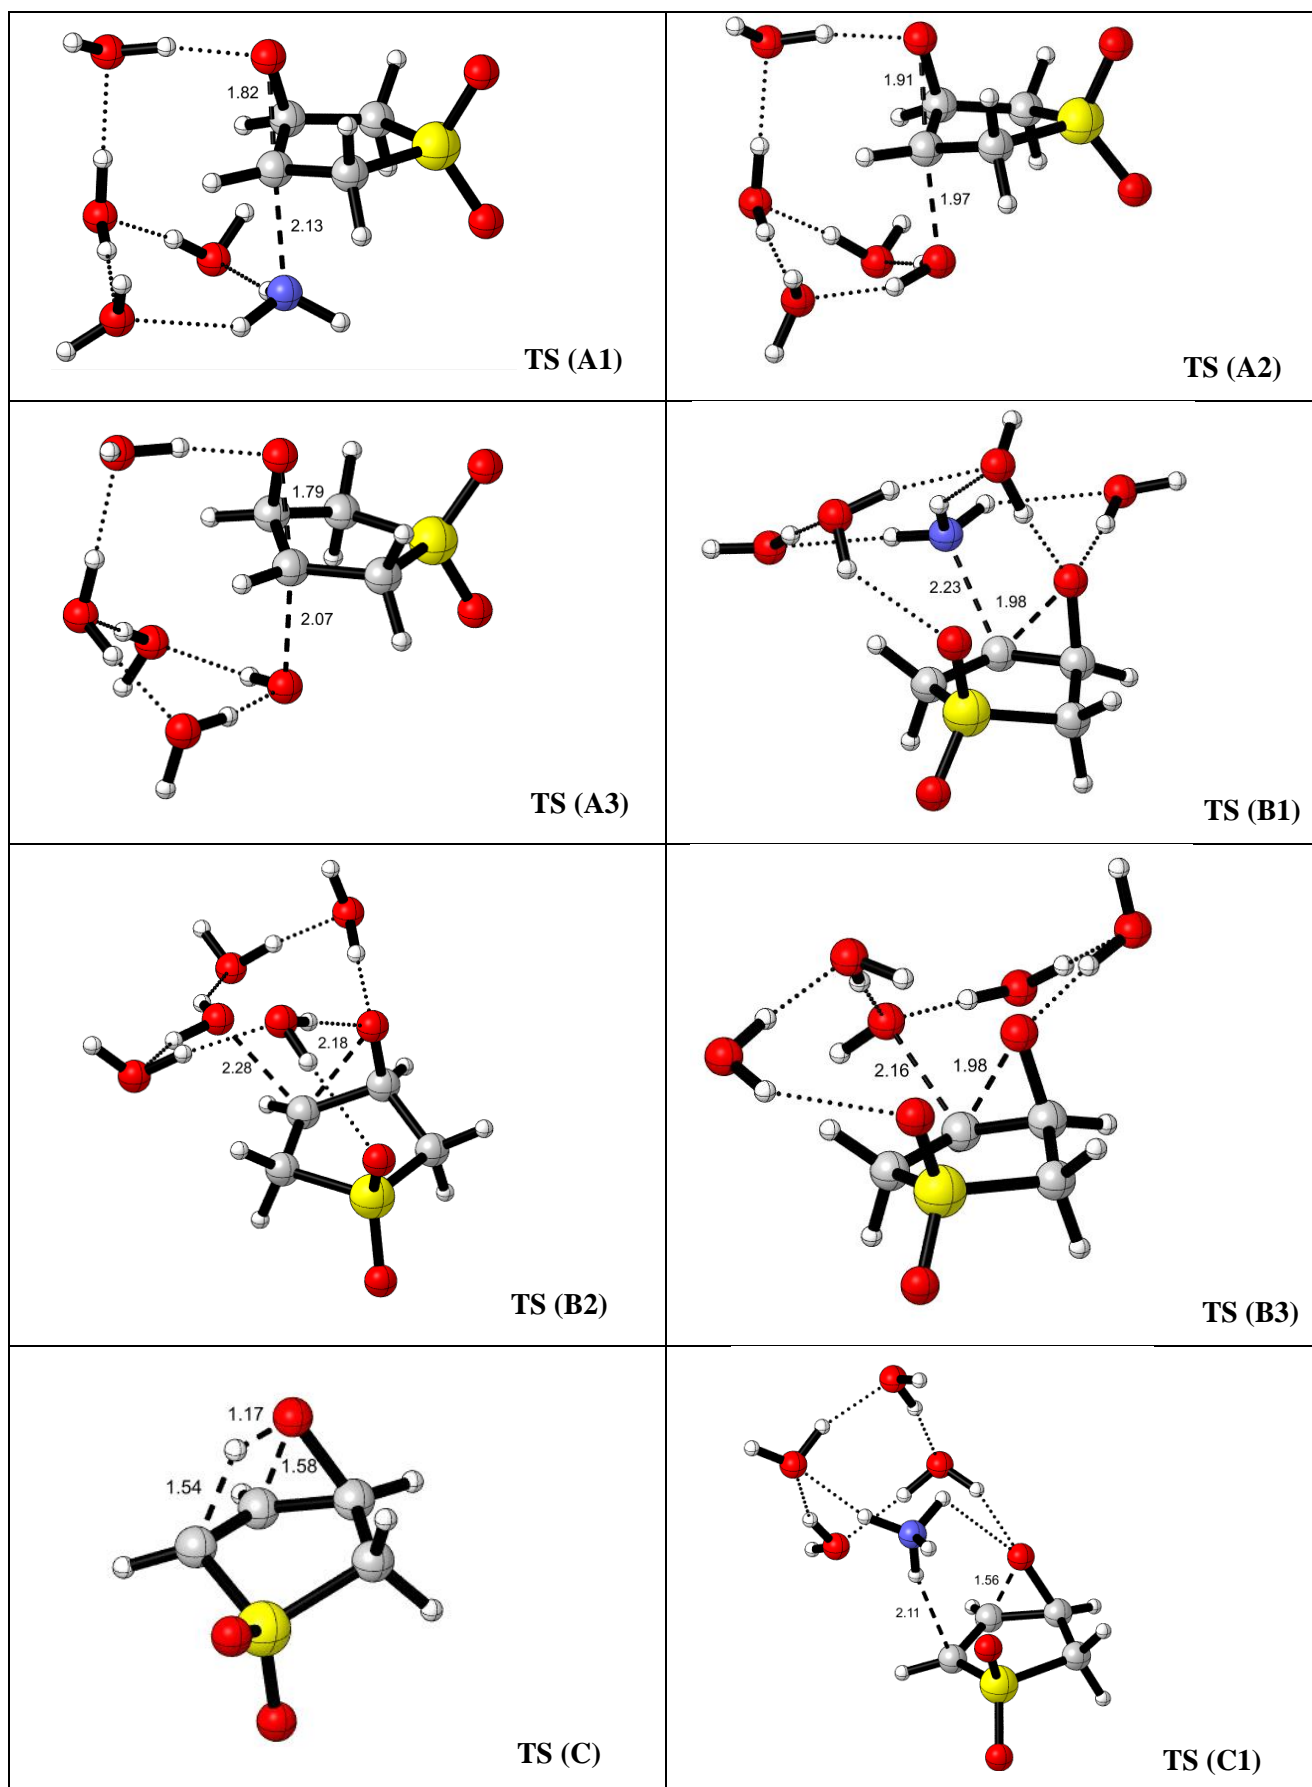 1.82
2.13
TS (A1)
1.91
1.97
TS (A2)
1.79
2.07
TS (A3)
2.23
1.98
TS (B1)
2.18
2.28
TS (B2)
2.16
1.98
TS (B3)
1.17
1.58
1.54
TS (C)
1.56
2.11
TS (C1)